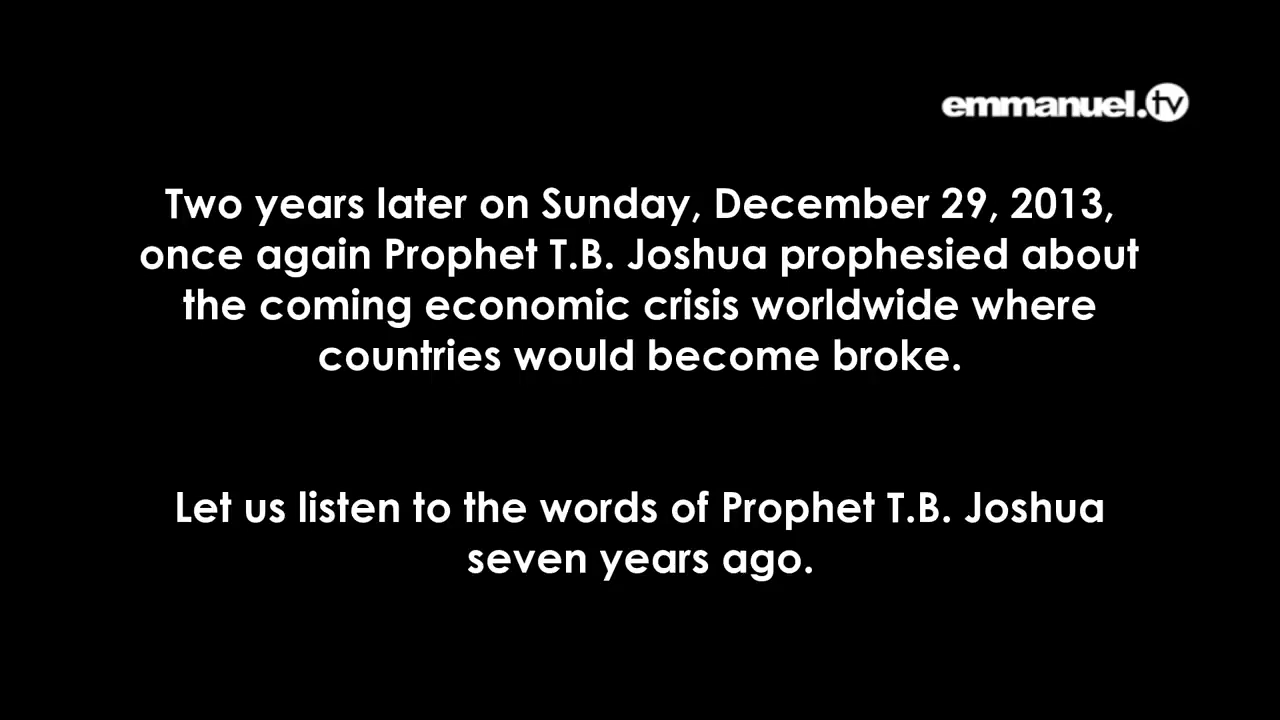 emmanuel.tv
Two years later on Sunday, December 29, 2013,
once again Prophet T.B. Joshua prophesied about
the coming economic crisis worldwide where
countries would become broke.
Let us listen to the words of Prophet T.B. Joshua
seven years ago.